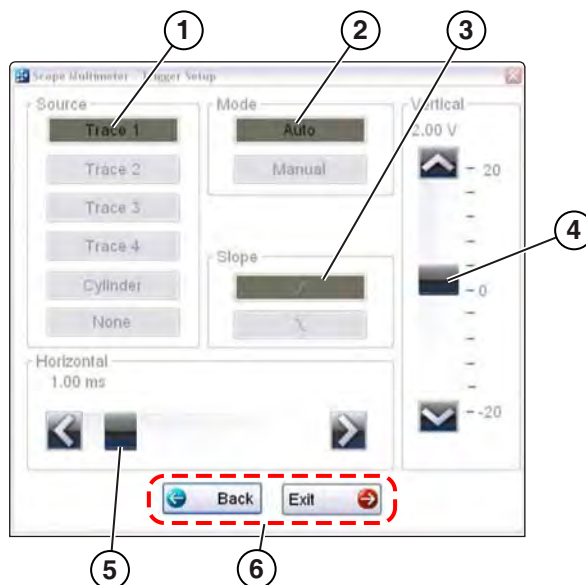 1
2
3
Scope Multimeter - Trigger Setup
Source
Mode
Vertical
Trace 1
Auto
2.00 V
Trace 2
Manual
20
Trace 3
Trace 4
4
Slope
Cylinder
0
None
Horizontal
1.00 ms
-20
Back
Exit
5
6